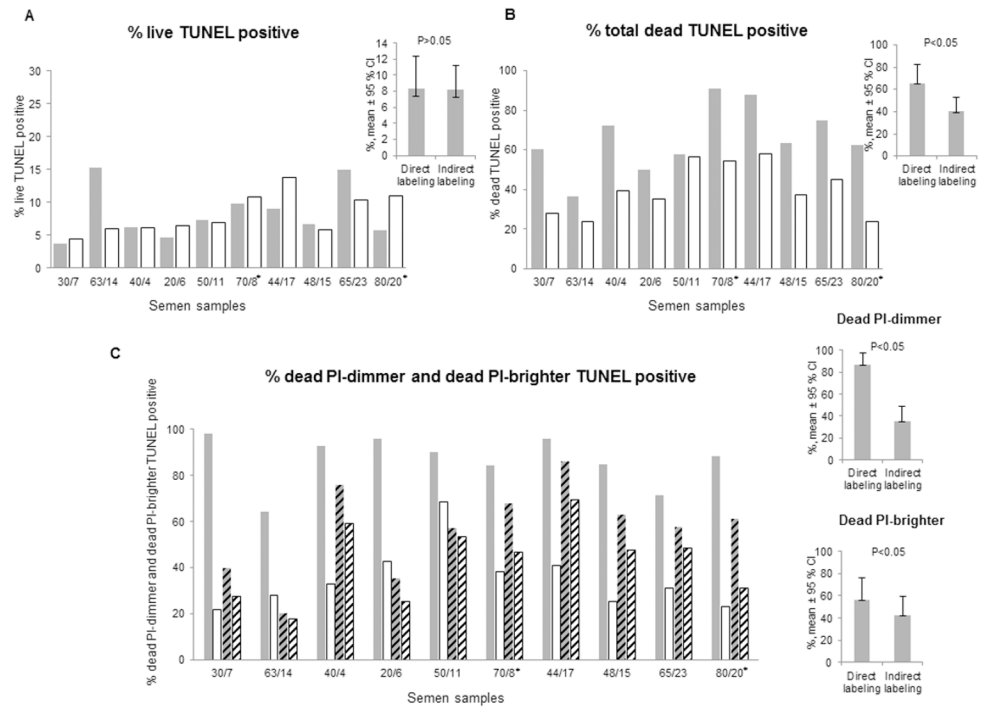 A
% live TUNEL positive
P>0.05
14
12
10
8
6
4
2
0
%, mean ± 95 % CI
Direct labeling
Indirect labeling
30
25
20
15
10
5
0
% live TUNEL positive
30/7 63/14 40/4 20/6 50/11 70/8* 44/17 48/15 65/23 80/20*
Semen samples
B
% total dead TUNEL positive
P<0.05
100
80
60
40
20
0
%, mean ± 95 % CI
Direct labeling
Indirect labeling
100
80
60
40
20
0
% dead TUNEL positive
30/7 63/14 40/4 20/6 50/11 70/8* 44/17 48/15 65/23 80/20*
Semen samples
C
% dead PI-dimmer and dead PI-brighter TUNEL positive
100
80
60
40
20
0
% dead PI-dimmer and dead PI-brighter TUNEL positive
30/7 63/14 40/4 20/6 50/11 70/8* 44/17 48/15 65/23 80/20*
Semen samples
Dead PI-dimmer
P<0.05
100
80
60
40
20
0
%, mean ± 95 % CI
Direct labeling
Indirect labeling
Dead PI-brighter
P<0.05
100
80
60
40
20
0
%, mean ± 95 % CI
Direct labeling
Indirect labeling